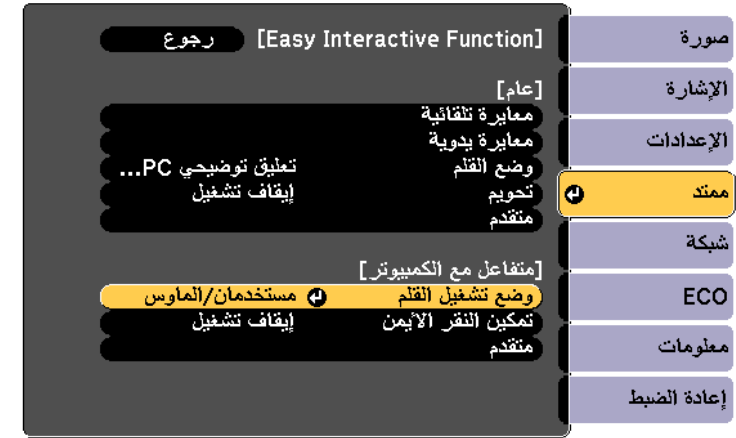 صورة
الإشارة
الإعدادات
ممتد
شبكة
ECO
معلومات
إعادة الضبط
[Easy Interactive Function] رجوع
[عام]
معايرة تلقائية
معايرة يدوية
وضع القلم تعليق توضيحي PC...
تحويم إيقاف تشغيل
متقدم
[متفاعل مع الكمبيوتر]
وضع تشغيل القلم مستخدمان/الماوس
تمكين النقر الأيمن إيقاف تشغيل
متقدم